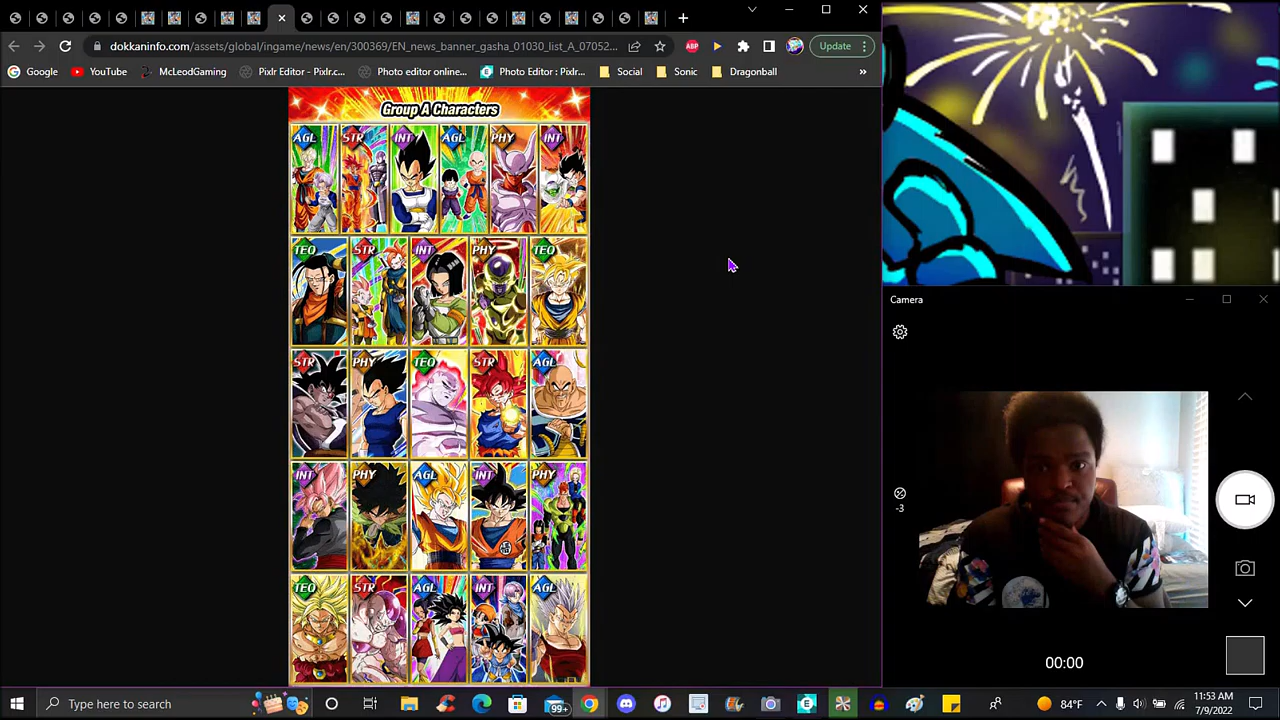 Update
dokkaninfo.com/assets/global/ingame/news/en/300369/EN_news_banner_gasha_01030_list_A_07052...
ABP
Google YouTube McLeodGaming Pixlr Editor - Pixlr.c... Photo editor online... Photo Editor : Pixlr... Social Sonic Dragonball »
Group A Characters
AGL STR INT AGL PHY INT
TEQ STR INT PHY TEQ
STR PHY TEQ STR AGL
INT PHY AGL INT PHY
TEQ STR AGL INT AGL
Camera
-3
00:00
Type here to search
99+
84°F
11:53 AM
7/9/2022